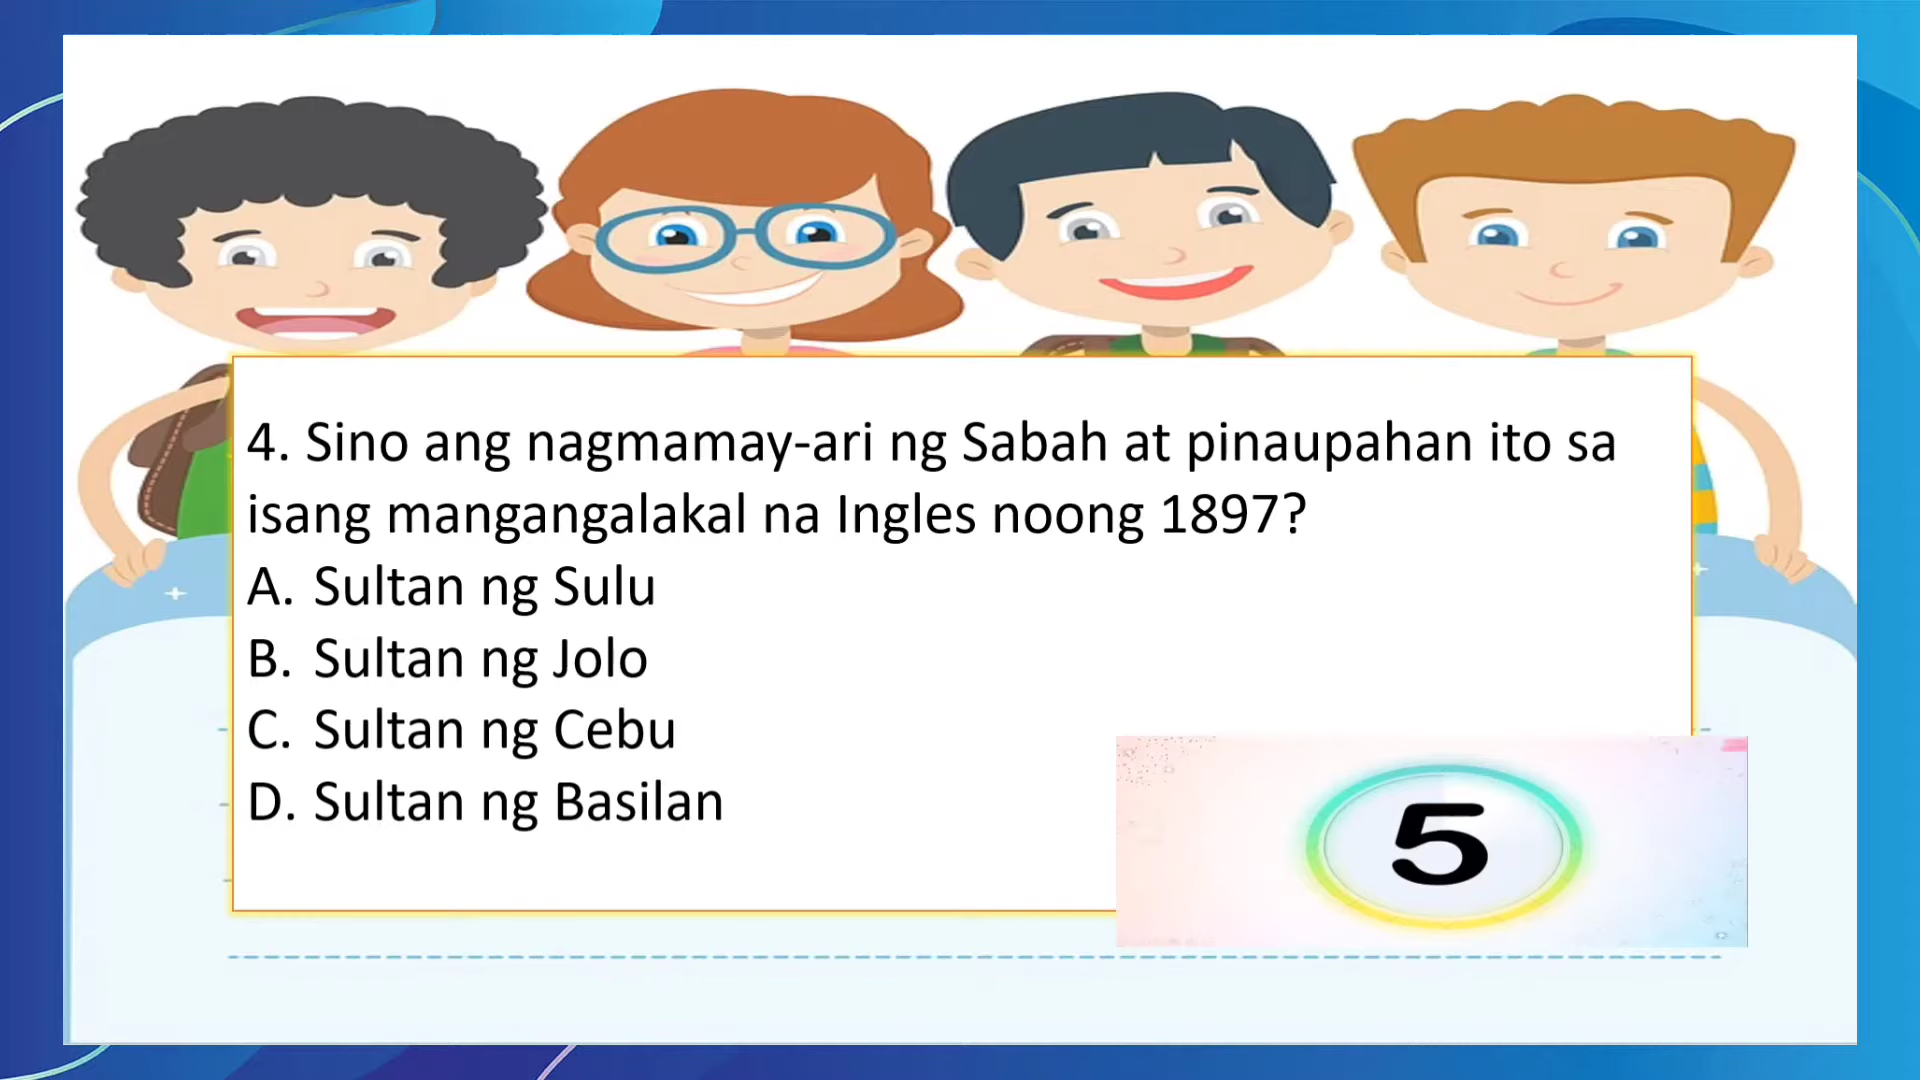 4. Sino ang nagmamay-ari ng Sabah at pinaupahan ito sa
isang mangangalakal na Ingles noong 1897?
A. Sultan ng Sulu
B. Sultan ng Jolo
C. Sultan ng Cebu
D. Sultan ng Basilan
5